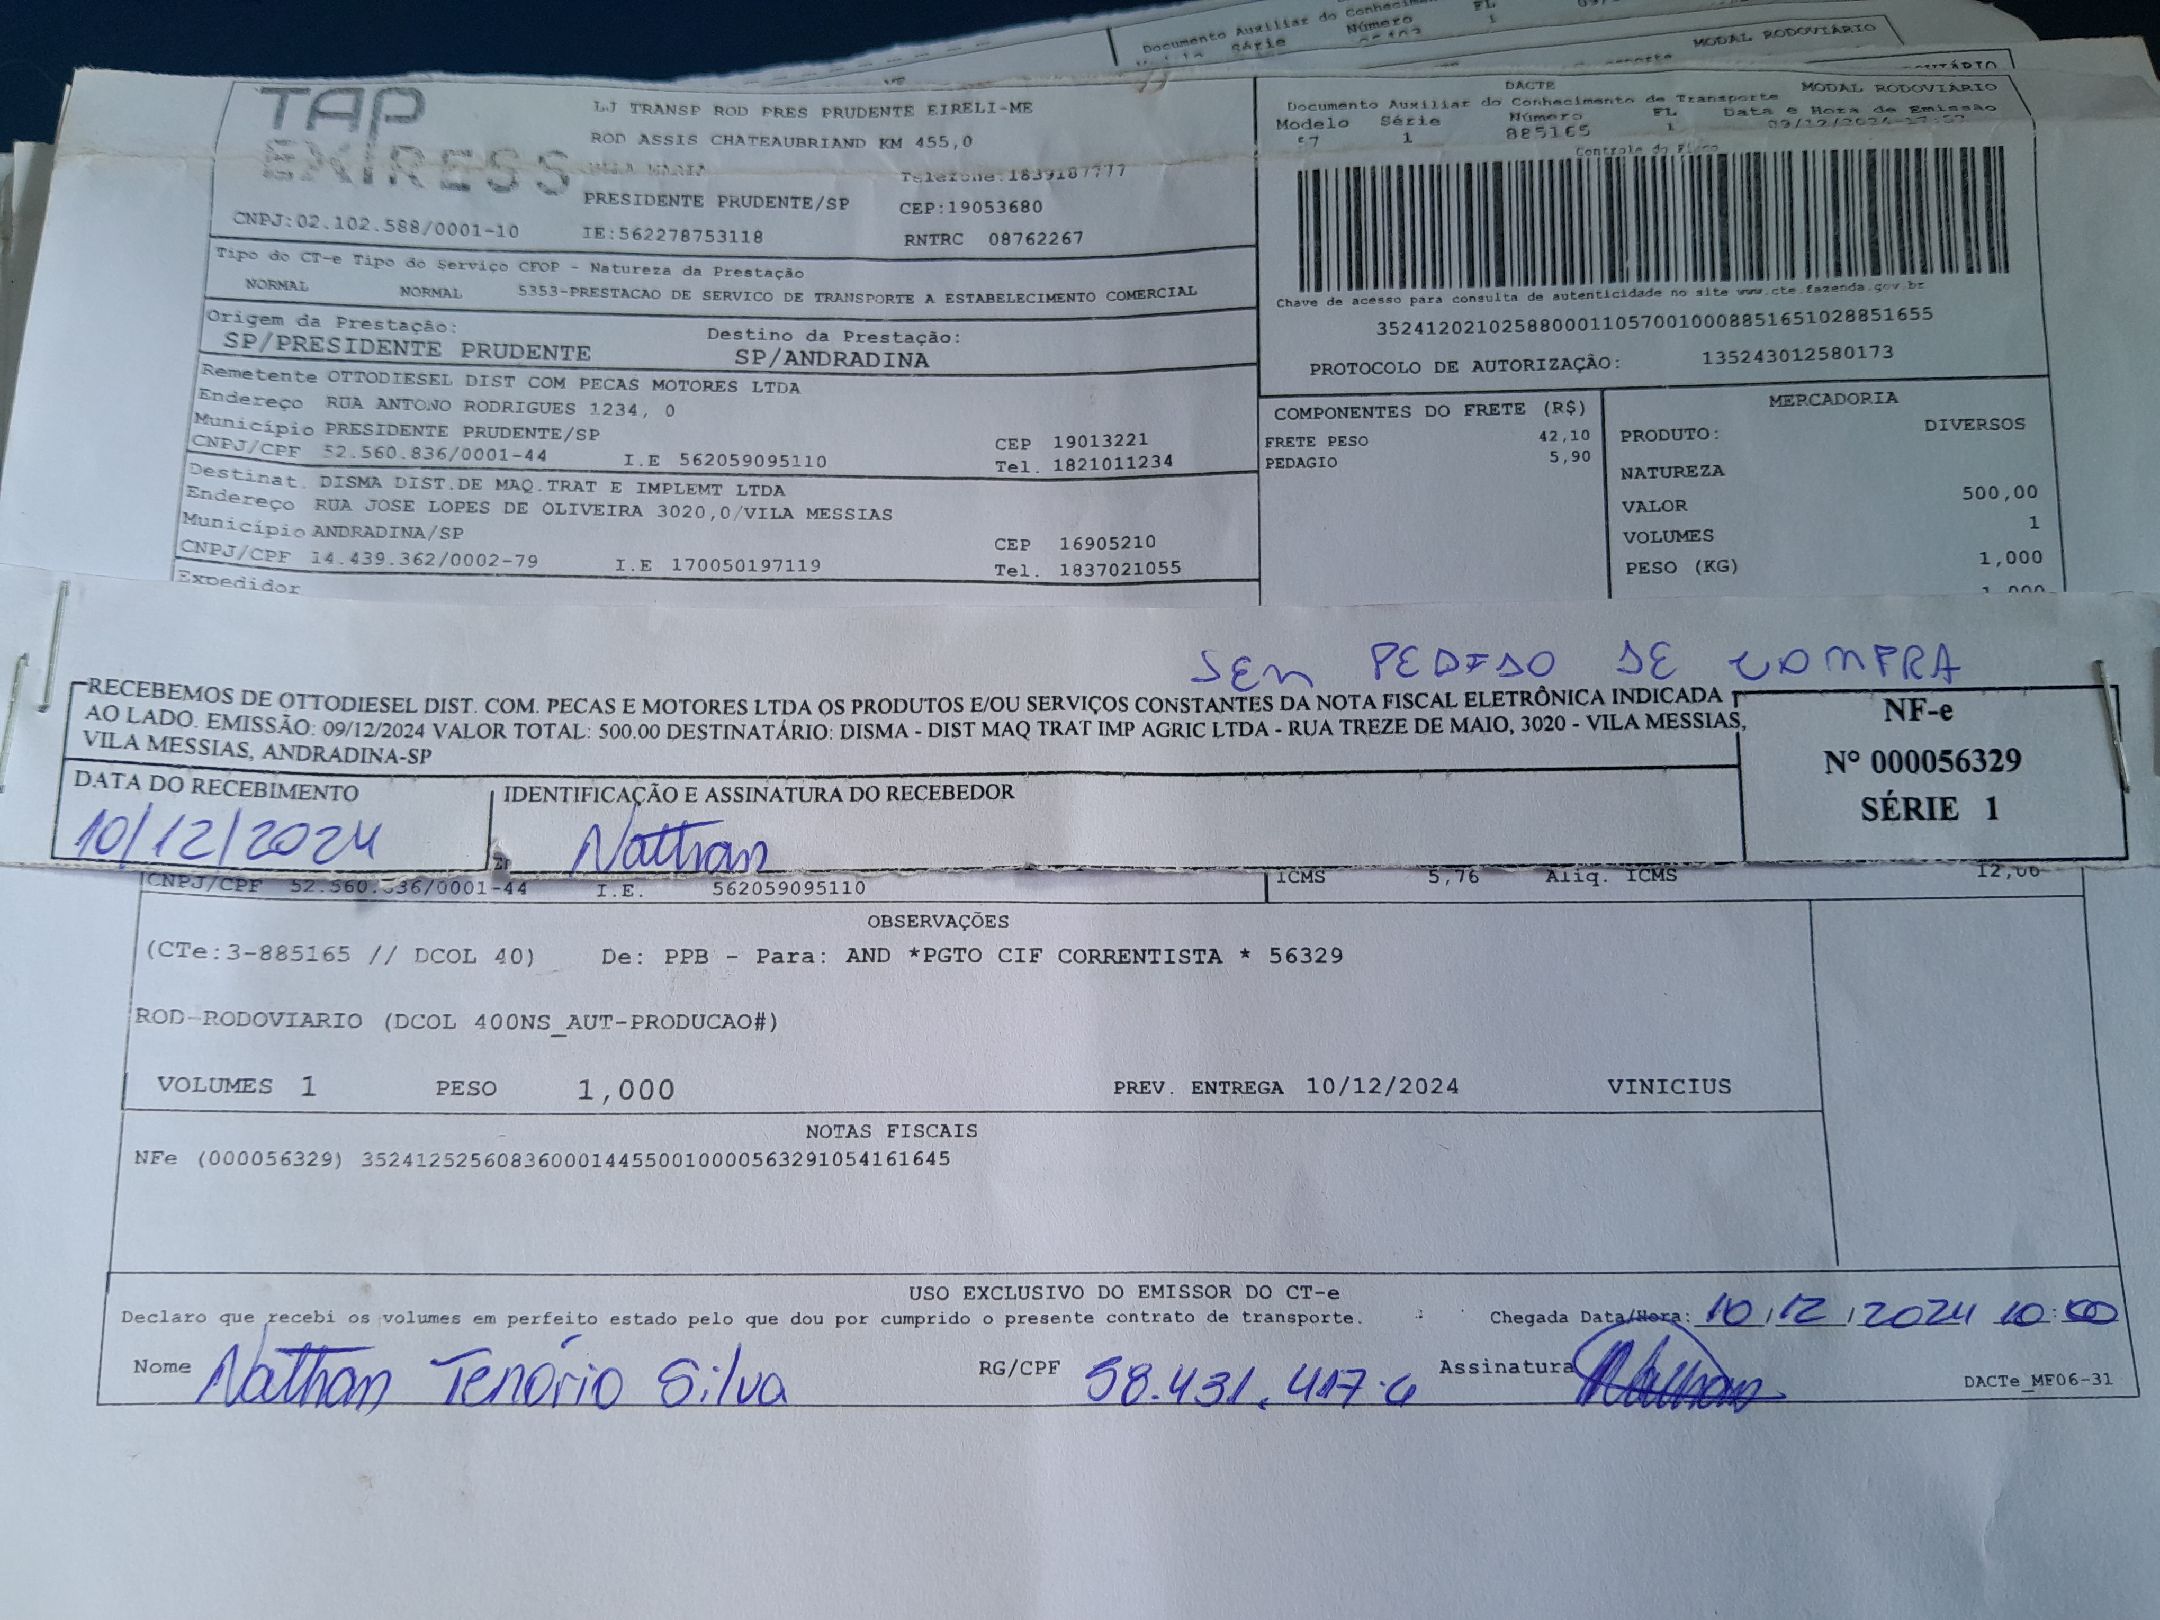 Documento Auxiliar do
Série Número FL
1
MODAL RODOVIÁRIO
TAP
EXPRESS
LJ TRANSP ROD PRES PRUDENTE EIRELI-ME
ROD ASSIS CHATEAUBRIAND KM 455,0
Telefone:1839187777
PRESIDENTE PRUDENTE/SP CEP:19053680
CNPJ:02.102.588/0001-10 IE:562278753118 RNTRC 08762267
DACTE MODAL RODOVIÁRIO
Documento Auxiliar do Conhecimento de Transporte
Modelo Série Número FL Data e Hora de Emissão
1 885165 1 09/12/2024
Controle do Fisco
Chave de acesso para consulta de autenticidade no site www.cte.fazenda.gov.br
35241202102588000110570010008851651028851655
PROTOCOLO DE AUTORIZAÇÃO: 135243012580173
Tipo do CT-e Tipo do Serviço CFOP - Natureza da Prestação
NORMAL NORMAL 5353-PRESTACAO DE SERVICO DE TRANSPORTE A ESTABELECIMENTO COMERCIAL
Origem da Prestação: Destino da Prestação:
SP/PRESIDENTE PRUDENTE SP/ANDRADINA
Remetente OTTODIESEL DIST COM PECAS MOTORES LTDA
Endereço RUA ANTONO RODRIGUES 1234, 0
Município PRESIDENTE PRUDENTE/SP CEP 19013221
CNPJ/CPF 52.560.836/0001-44 I.E 562059095110 Tel. 1821011234
Destinat. DISMA DIST.DE MAQ.TRAT E IMPLEMT LTDA
Endereço RUA JOSE LOPES DE OLIVEIRA 3020,0/VILA MESSIAS
Município ANDRADINA/SP CEP 16905210
CNPJ/CPF 14.439.362/0002-79 I.E 170050197119 Tel. 1837021055
Expedidor
COMPONENTES DO FRETE (R$)
FRETE PESO 42,10
PEDAGIO 5,90
MERCADORIA
PRODUTO: DIVERSOS
NATUREZA
VALOR 500,00
VOLUMES 1
PESO (KG) 1,000
SEM PEDIDO DE COMPRA
RECEBEMOS DE OTTODIESEL DIST. COM. PECAS E MOTORES LTDA OS PRODUTOS E/OU SERVIÇOS CONSTANTES DA NOTA FISCAL ELETRÔNICA INDICADA
AO LADO. EMISSÃO: 09/12/2024 VALOR TOTAL: 500.00 DESTINATÁRIO: DISMA - DIST MAQ TRAT IMP AGRIC LTDA - RUA TREZE DE MAIO, 3020 - VILA MESSIAS,
VILA MESSIAS, ANDRADINA-SP
NF-e
Nº 000056329
SÉRIE 1
DATA DO RECEBIMENTO IDENTIFICAÇÃO E ASSINATURA DO RECEBEDOR
10/12/2024 Nathan
CNPJ/CPF 52.560.836/0001-44 I.E. 562059095110 ICMS 5,76 Aliq. ICMS 12,00
OBSERVAÇÕES
(CTe:3-885165 // DCOL 40) De: PPB - Para: AND *PGTO CIF CORRENTISTA * 56329
ROD-RODOVIARIO (DCOL 400NS_AUT-PRODUCAO#)
VOLUMES 1 PESO 1,000 PREV. ENTREGA 10/12/2024 VINICIUS
NOTAS FISCAIS
NFe (000056329) 35241252560836000144550010000563291054161645
USO EXCLUSIVO DO EMISSOR DO CT-e
Declaro que recebi os volumes em perfeito estado pelo que dou por cumprido o presente contrato de transporte. Chegada Data/Hora: 10/12/2024 10:00
Nome Nathan Tenório Silva RG/CPF 58.431.417-6 Assinatura Nathan
DACTe_MF06-31